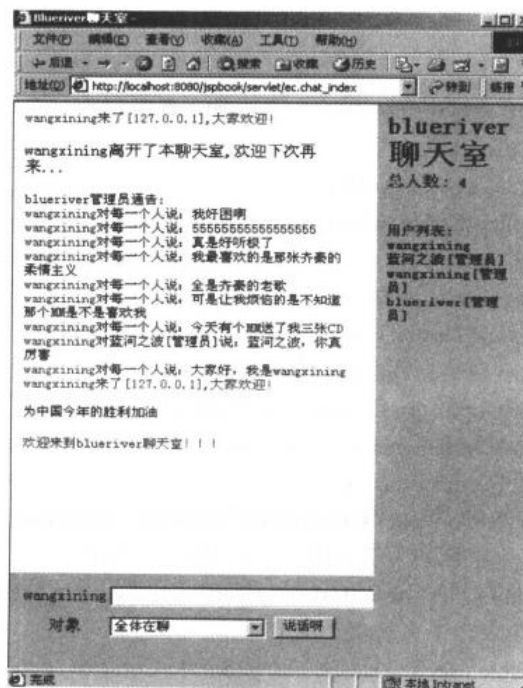 Blueriver聊天室
文件(F) 编辑(E) 查看(V) 收藏(A) 工具(T) 帮助(H)
后退 搜索 收藏 历史
地址(D) http://localhost:8080/jspbook/servlet/ec.chat_index 转到 链接
wangxining来了[127.0.0.1],大家欢迎!
wangxining离开了本聊天室,欢迎下次再
来...
blueriver管理员通告:
wangxining对每一个人说: 我好困啊
wangxining对每一个人说: 55555555555555555
wangxining对每一个人说: 真是好听极了
wangxining对每一个人说: 我最喜欢的是那张齐秦的
柔情主义
wangxining对每一个人说: 全是齐秦的老歌
wangxining对每一个人说: 可是让我烦恼的是不知道
那个MM是不是喜欢我
wangxining对每一个人说: 今天有个MM送了我三张CD
wangxining对蓝河之波[管理员]说: 蓝河之波, 你真
厉害
wangxining对每一个人说: 大家好, 我是wangxining
wangxining来了[127.0.0.1],大家欢迎!
为中国今年的胜利加油
欢迎来到blueriver聊天室!!!
blueriver
聊天室
总人数: 4
用户列表:
wangxining
蓝河之波[管理员]
wangxining[管理
员]
blueriver[管理
员]
wangxining
对象 全体在聊 说话呀
完成 本地 Intranet